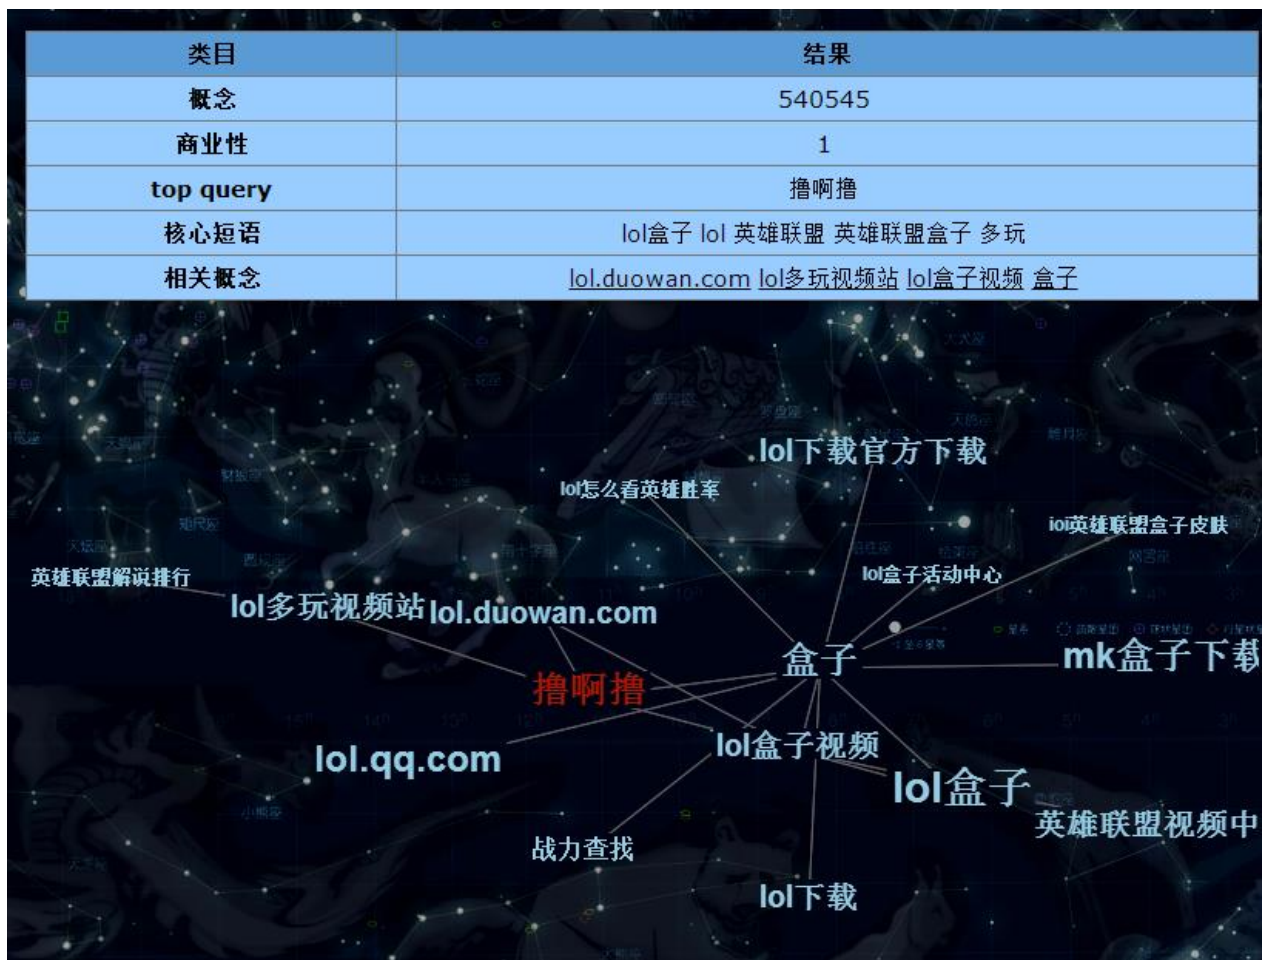 类目 结果
概念 540545
商业性 1
top query 撸啊撸
核心短语 lol盒子 lol 英雄联盟 英雄联盟盒子 多玩
相关概念 lol.duowan.com lol多玩视频站 lol盒子视频 盒子
lol下载官方下载
lol怎么看英雄胜率
lol英雄联盟盒子皮肤
英雄联盟解说排行
lol盒子活动中心
lol多玩视频站
lol.duowan.com
盒子
mk盒子下载
撸啊撸
lol盒子视频
lol.qq.com
lol盒子
英雄联盟视频中
战力查找
lol下载